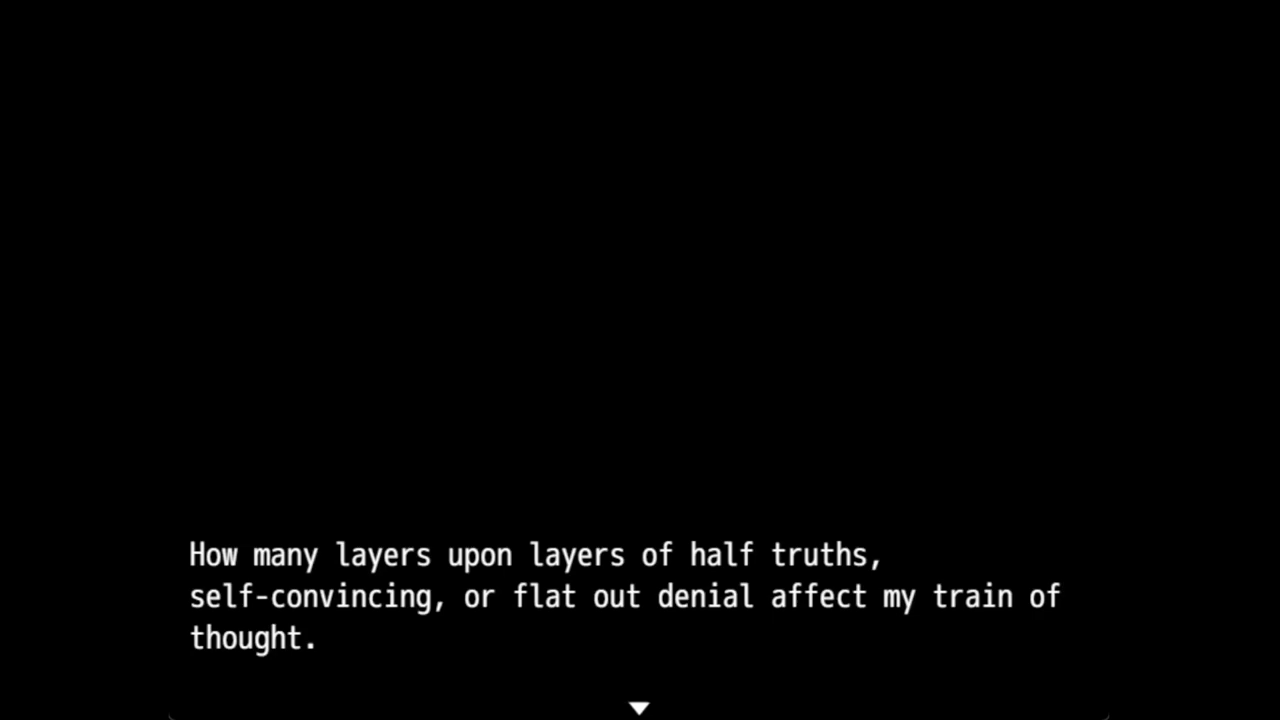 How many layers upon layers of half truths,
self-convincing, or flat out denial affect my train of
thought.